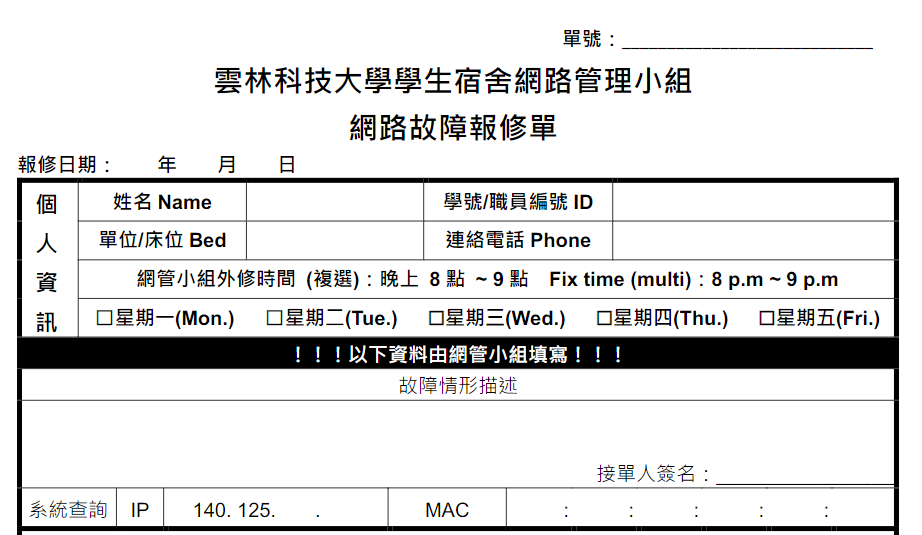 單號：__________________________
雲林科技大學學生宿舍網路管理小組
網路故障報修單
報修日期： 年 月 日
個人資訊
姓名 Name 學號/職員編號 ID
單位/床位 Bed 連絡電話 Phone
網管小組外修時間 (複選)：晚上 8 點 ~ 9 點 Fix time (multi)：8 p.m ~ 9 p.m
□星期一(Mon.) □星期二(Tue.) □星期三(Wed.) □星期四(Thu.) □星期五(Fri.)
！！！以下資料由網管小組填寫！！！
故障情形描述
接單人簽名：__________________
系統查詢 IP 140. 125. . MAC : : : : :